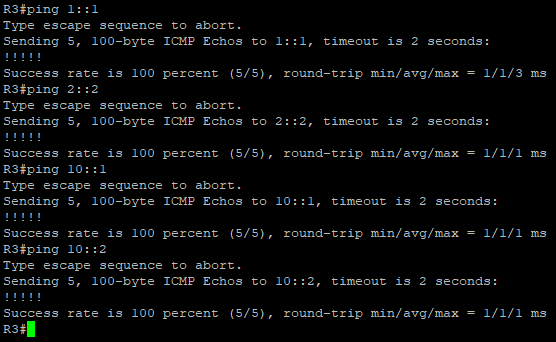 R3#ping 1::1
Type escape sequence to abort.
Sending 5, 100-byte ICMP Echos to 1::1, timeout is 2 seconds:
!!!!!
Success rate is 100 percent (5/5), round-trip min/avg/max = 1/1/3 ms
R3#ping 2::2
Type escape sequence to abort.
Sending 5, 100-byte ICMP Echos to 2::2, timeout is 2 seconds:
!!!!!
Success rate is 100 percent (5/5), round-trip min/avg/max = 1/1/1 ms
R3#ping 10::1
Type escape sequence to abort.
Sending 5, 100-byte ICMP Echos to 10::1, timeout is 2 seconds:
!!!!!
Success rate is 100 percent (5/5), round-trip min/avg/max = 1/1/1 ms
R3#ping 10::2
Type escape sequence to abort.
Sending 5, 100-byte ICMP Echos to 10::2, timeout is 2 seconds:
!!!!!
Success rate is 100 percent (5/5), round-trip min/avg/max = 1/1/1 ms
R3#